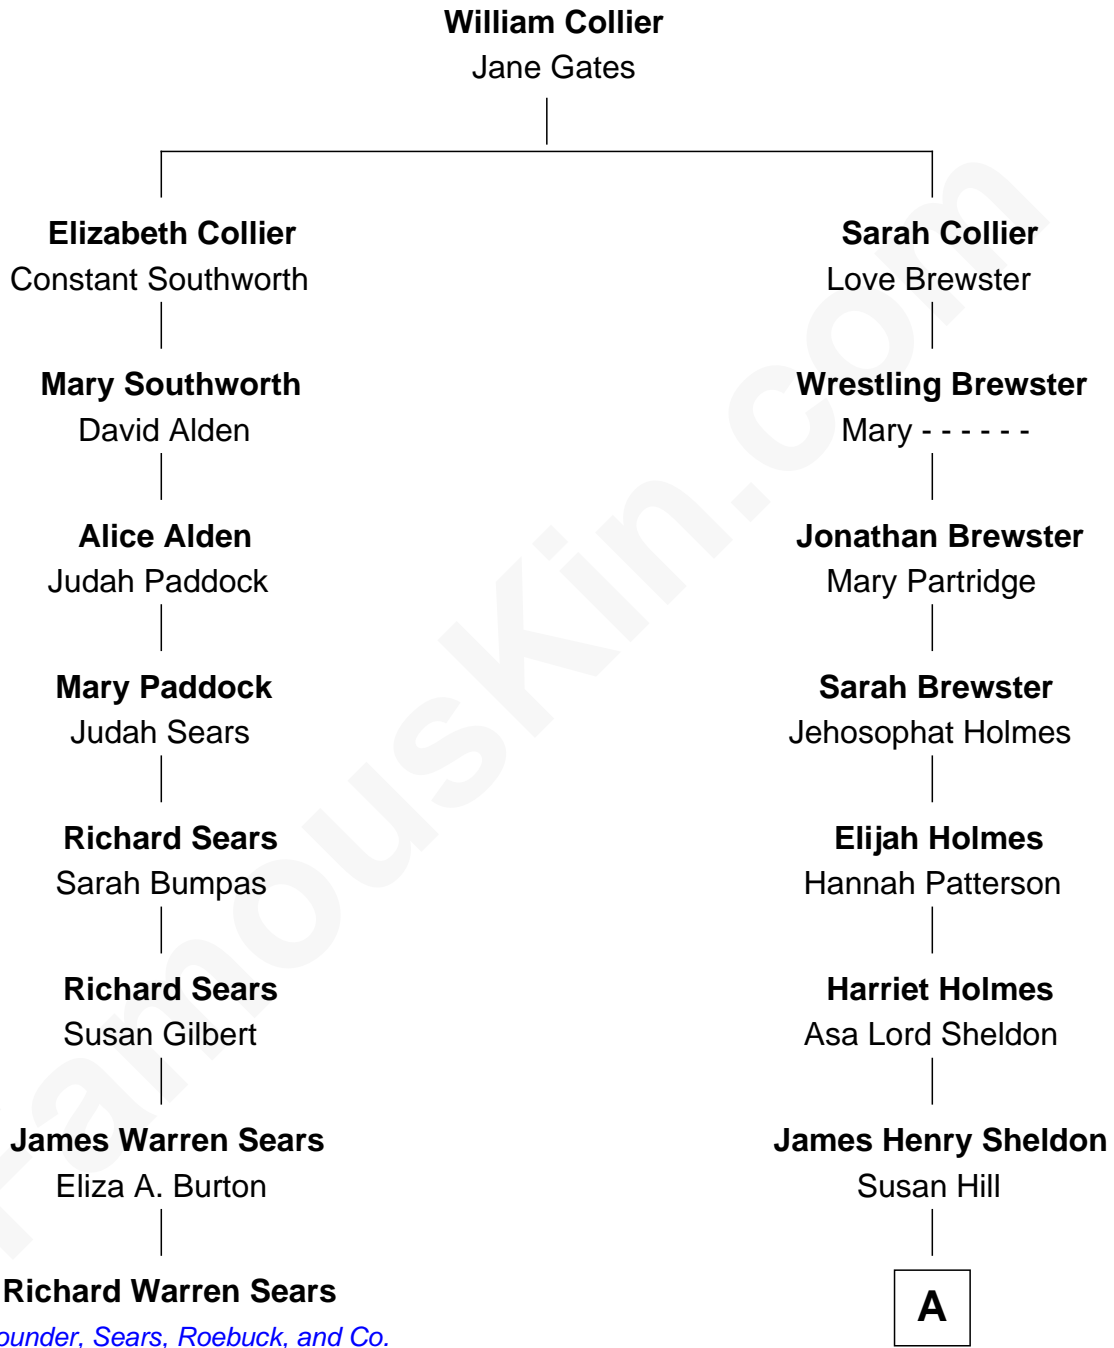 William Collier
Jane Gates
Elizabeth Collier
Constant Southworth
Sarah Collier
Love Brewster
Mary Southworth
David Alden
Wrestling Brewster
Mary - - - - - -
Alice Alden
Judah Paddock
Jonathan Brewster
Mary Partridge
Mary Paddock
Judah Sears
Sarah Brewster
Jehosophat Holmes
Richard Sears
Sarah Bumpas
Elijah Holmes
Hannah Patterson
Richard Sears
Susan Gilbert
Harriet Holmes
Asa Lord Sheldon
James Warren Sears
Eliza A. Burton
James Henry Sheldon
Susan Hill
Richard Warren Sears
ounder, Sears, Roebuck, and Co.
A
FamousKin.com